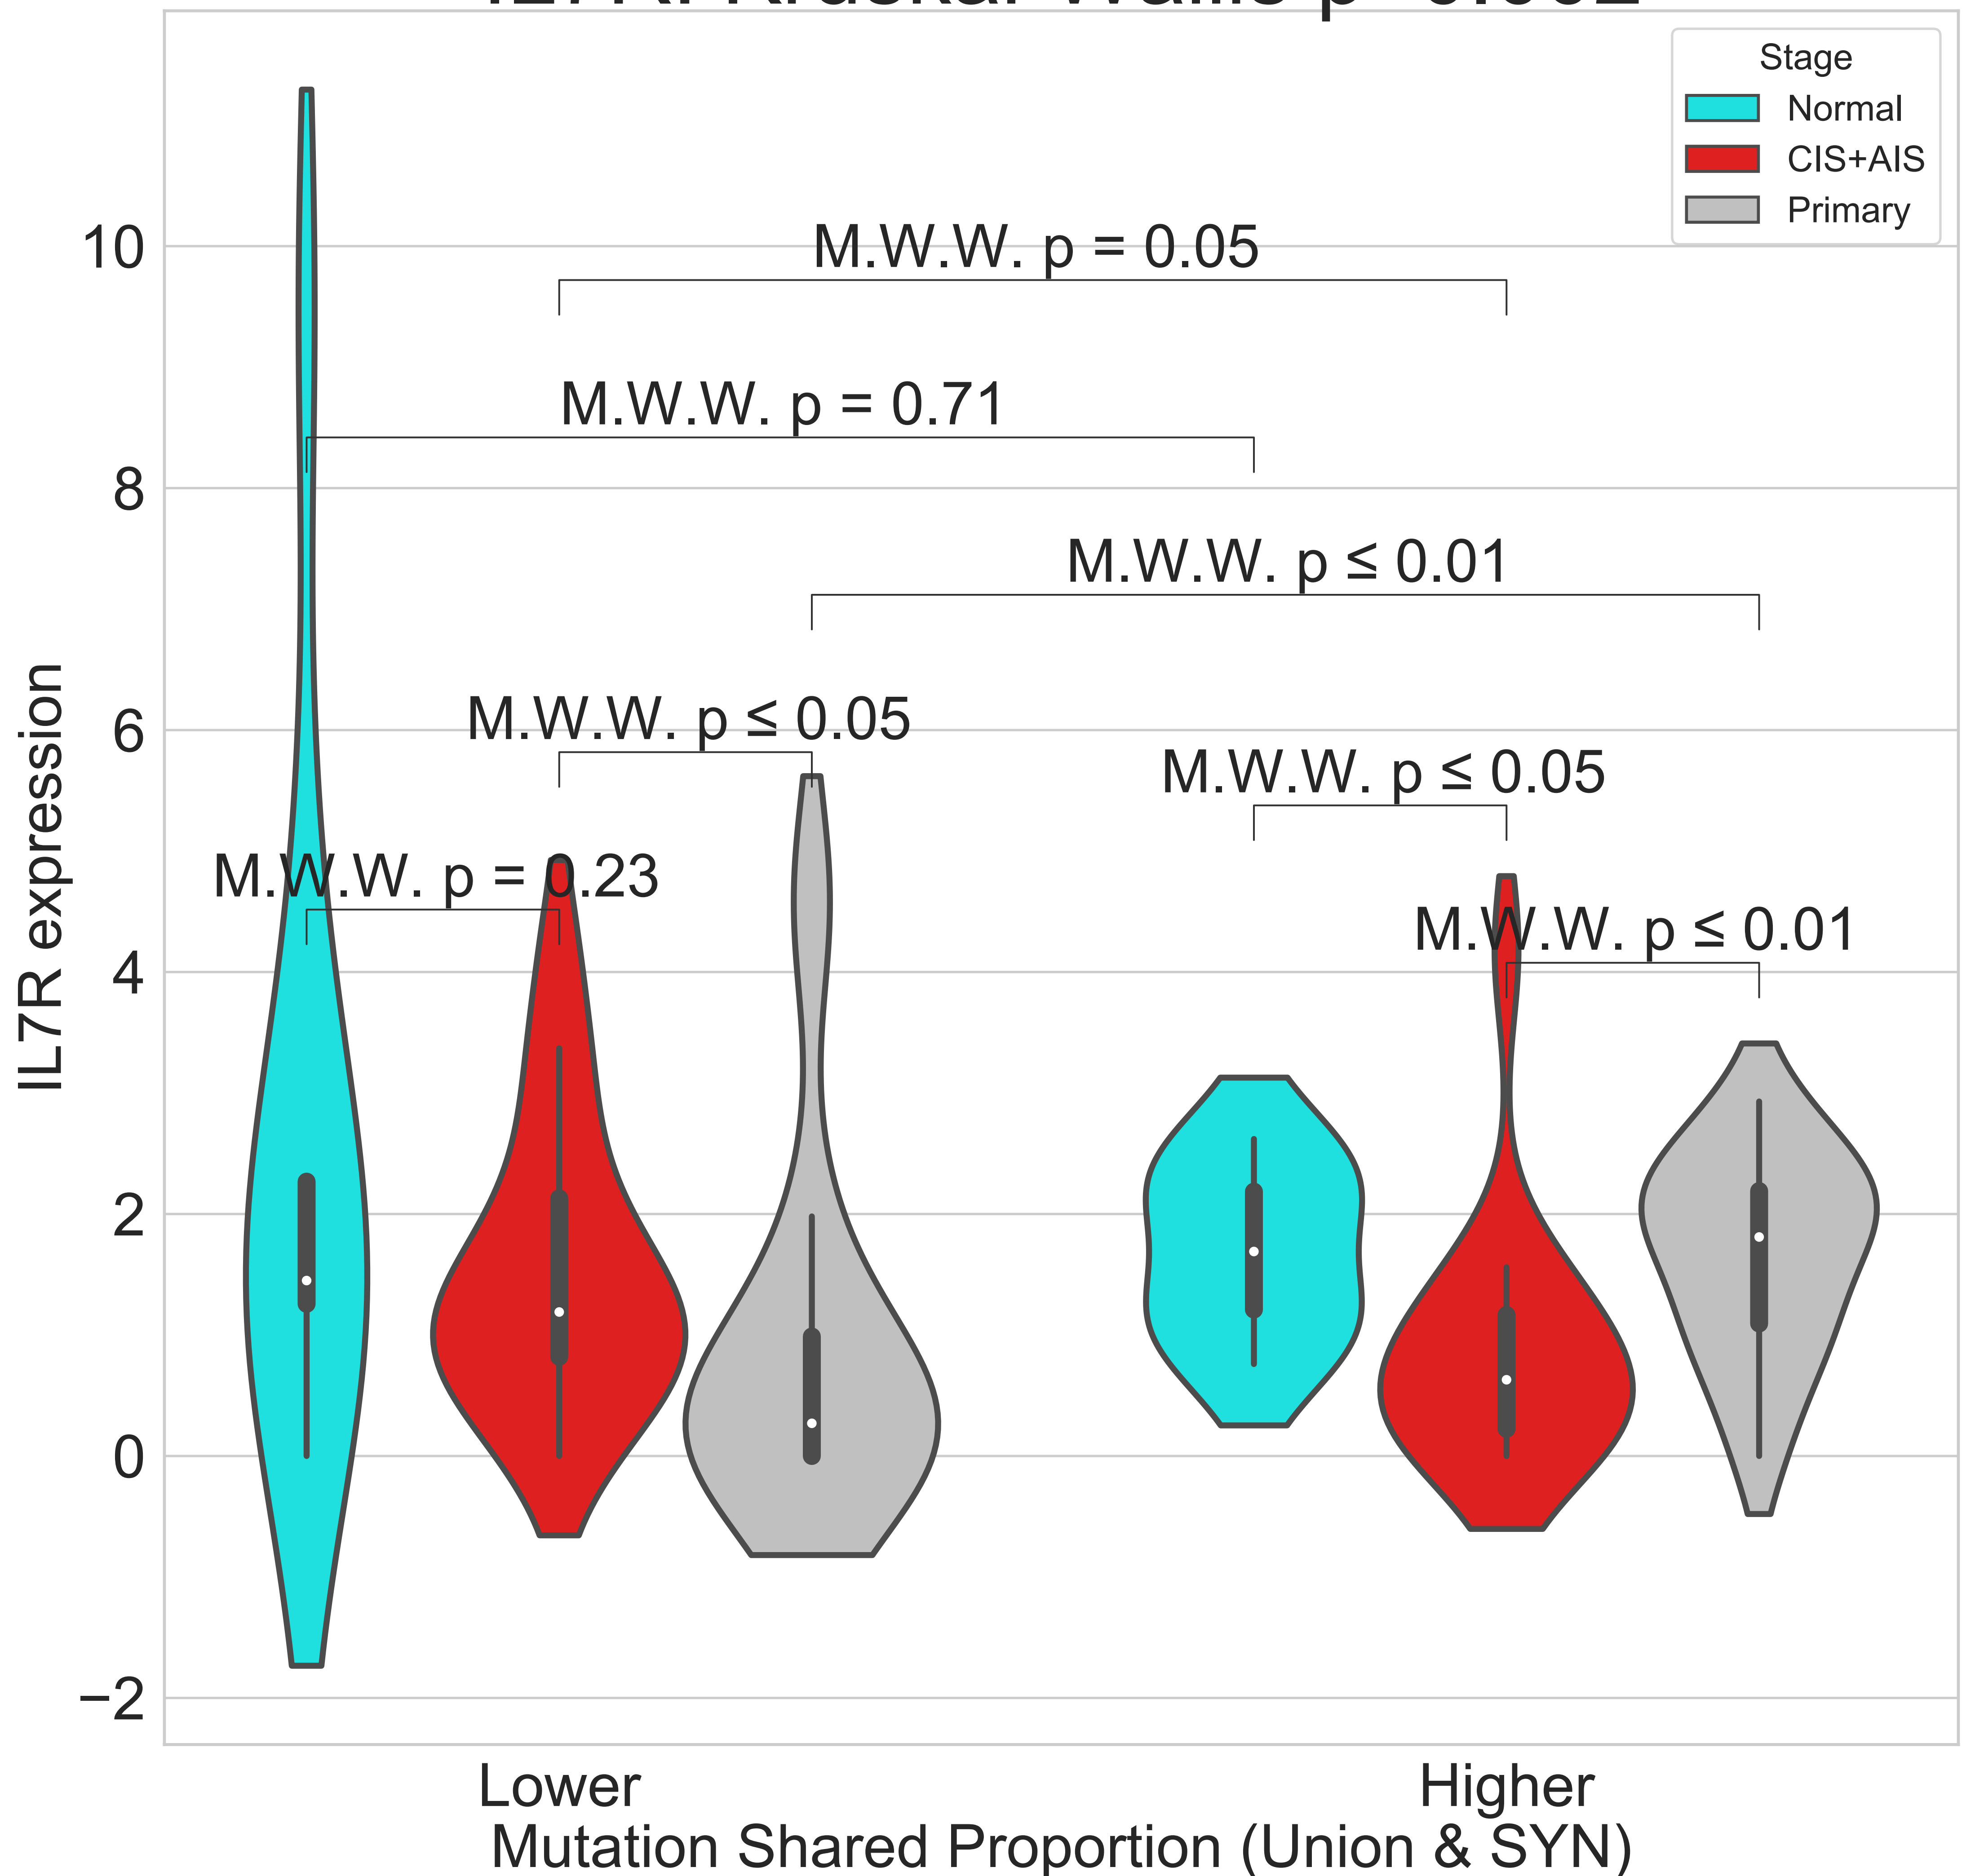 Stage
Normal
CIS+AIS
Primary
10
8
6
4
2
0
−2
IL7R expression
M.W.W. p = 0.05
M.W.W. p = 0.71
M.W.W. p ≤ 0.01
M.W.W. p ≤ 0.05
M.W.W. p ≤ 0.05
M.W.W. p = 0.23
M.W.W. p ≤ 0.01
Lower
Higher
Mutation Shared Proportion (Union & SYN)